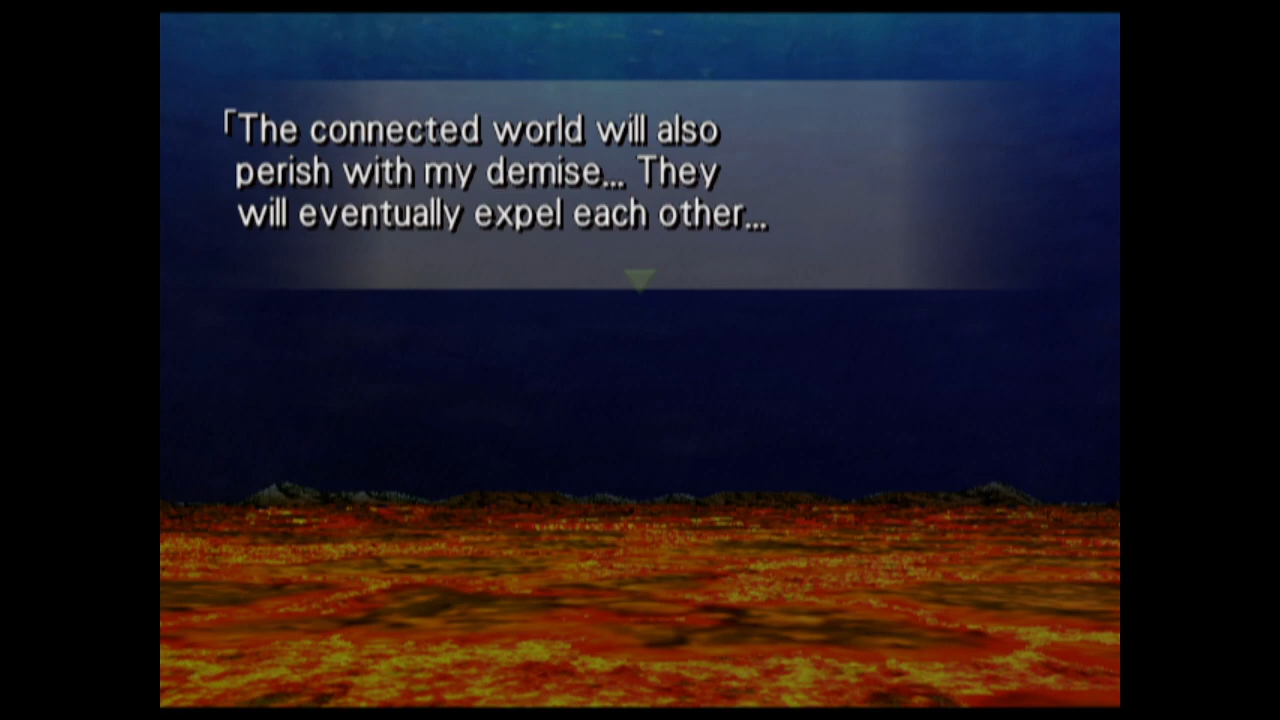 「The connected world will also
perish with my demise... They
will eventually expel each other...